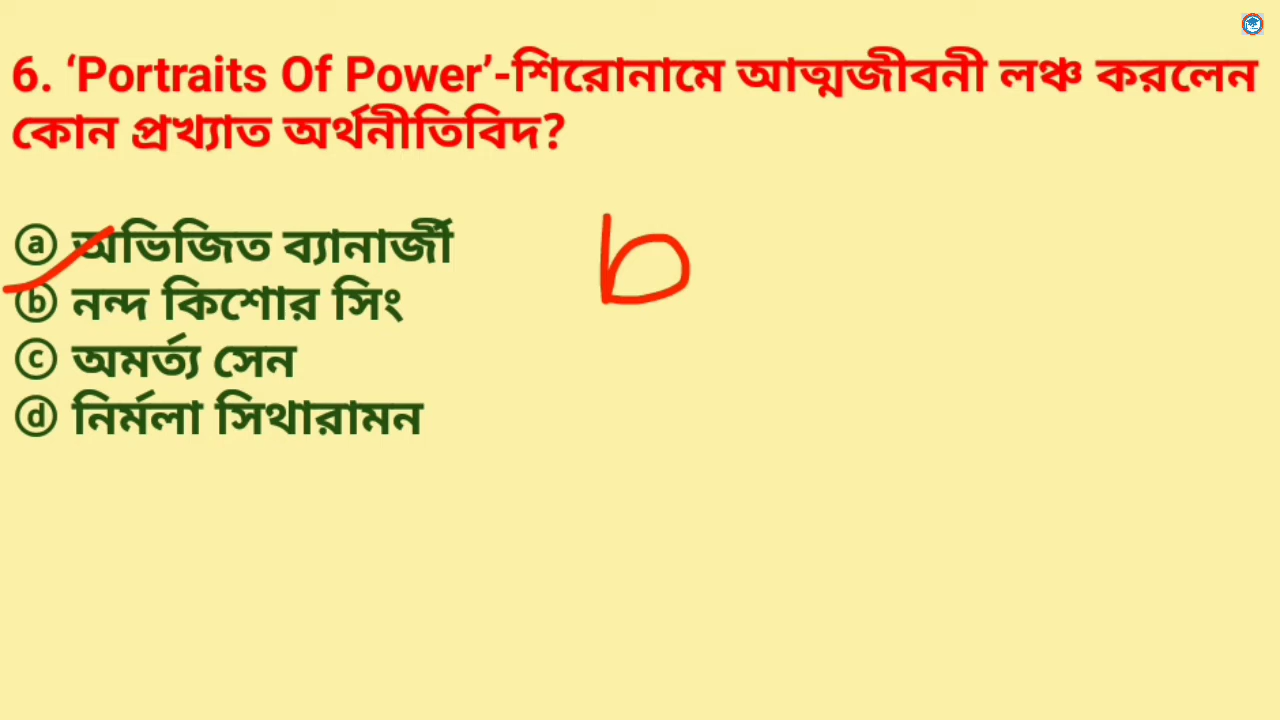 6. ‘Portraits Of Power’-শিরোনামে আত্মজীবনী লঞ্চ করলেন
কোন প্রখ্যাত অর্থনীতিবিদ?
ⓐ অভিজিত ব্যানার্জী
b
ⓑ নন্দ কিশোর সিং
ⓒ অমর্ত্য সেন
ⓓ নির্মলা সিথারামন